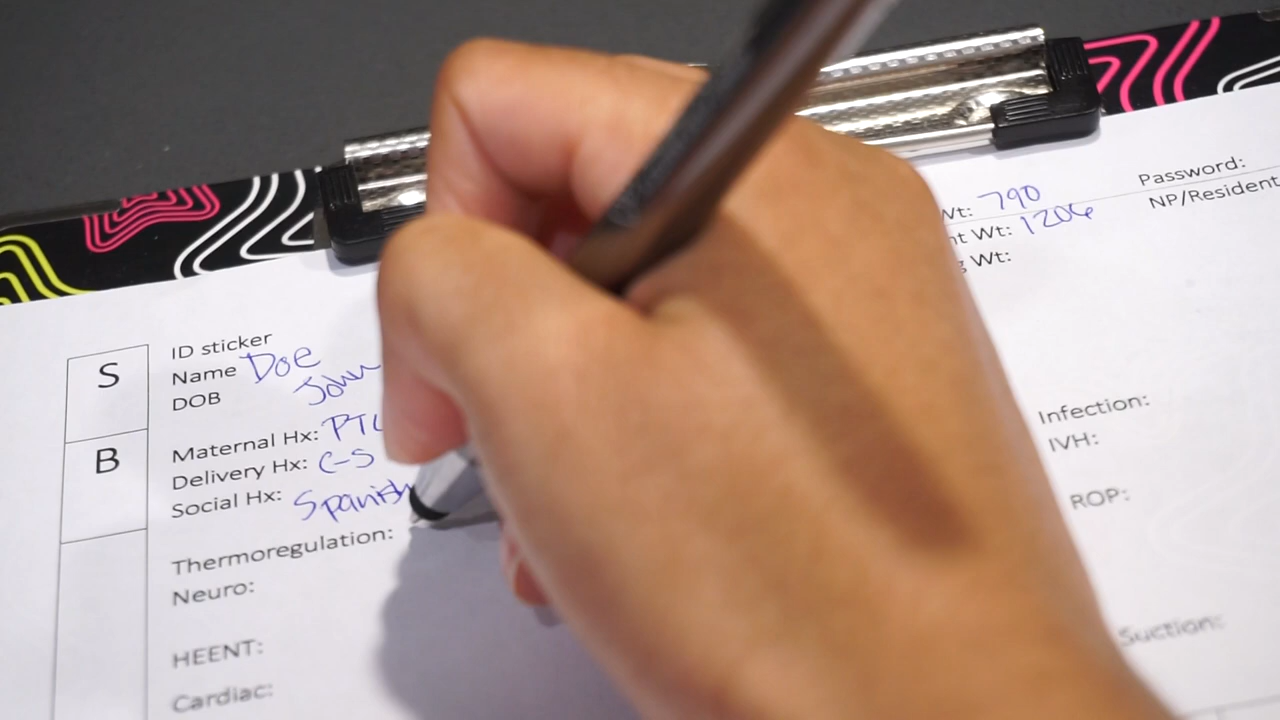 Password:
Wt: 790
NP/Resident
nt Wt: 1206
g Wt:
S
ID sticker
Name Doe
John
DOB
B
Maternal Hx: PTL
Delivery Hx: C-S
Social Hx: Spanish
Thermoregulation:
Neuro:
HEENT:
Cardiac:
Infection:
IVH:
ROP:
Suction: